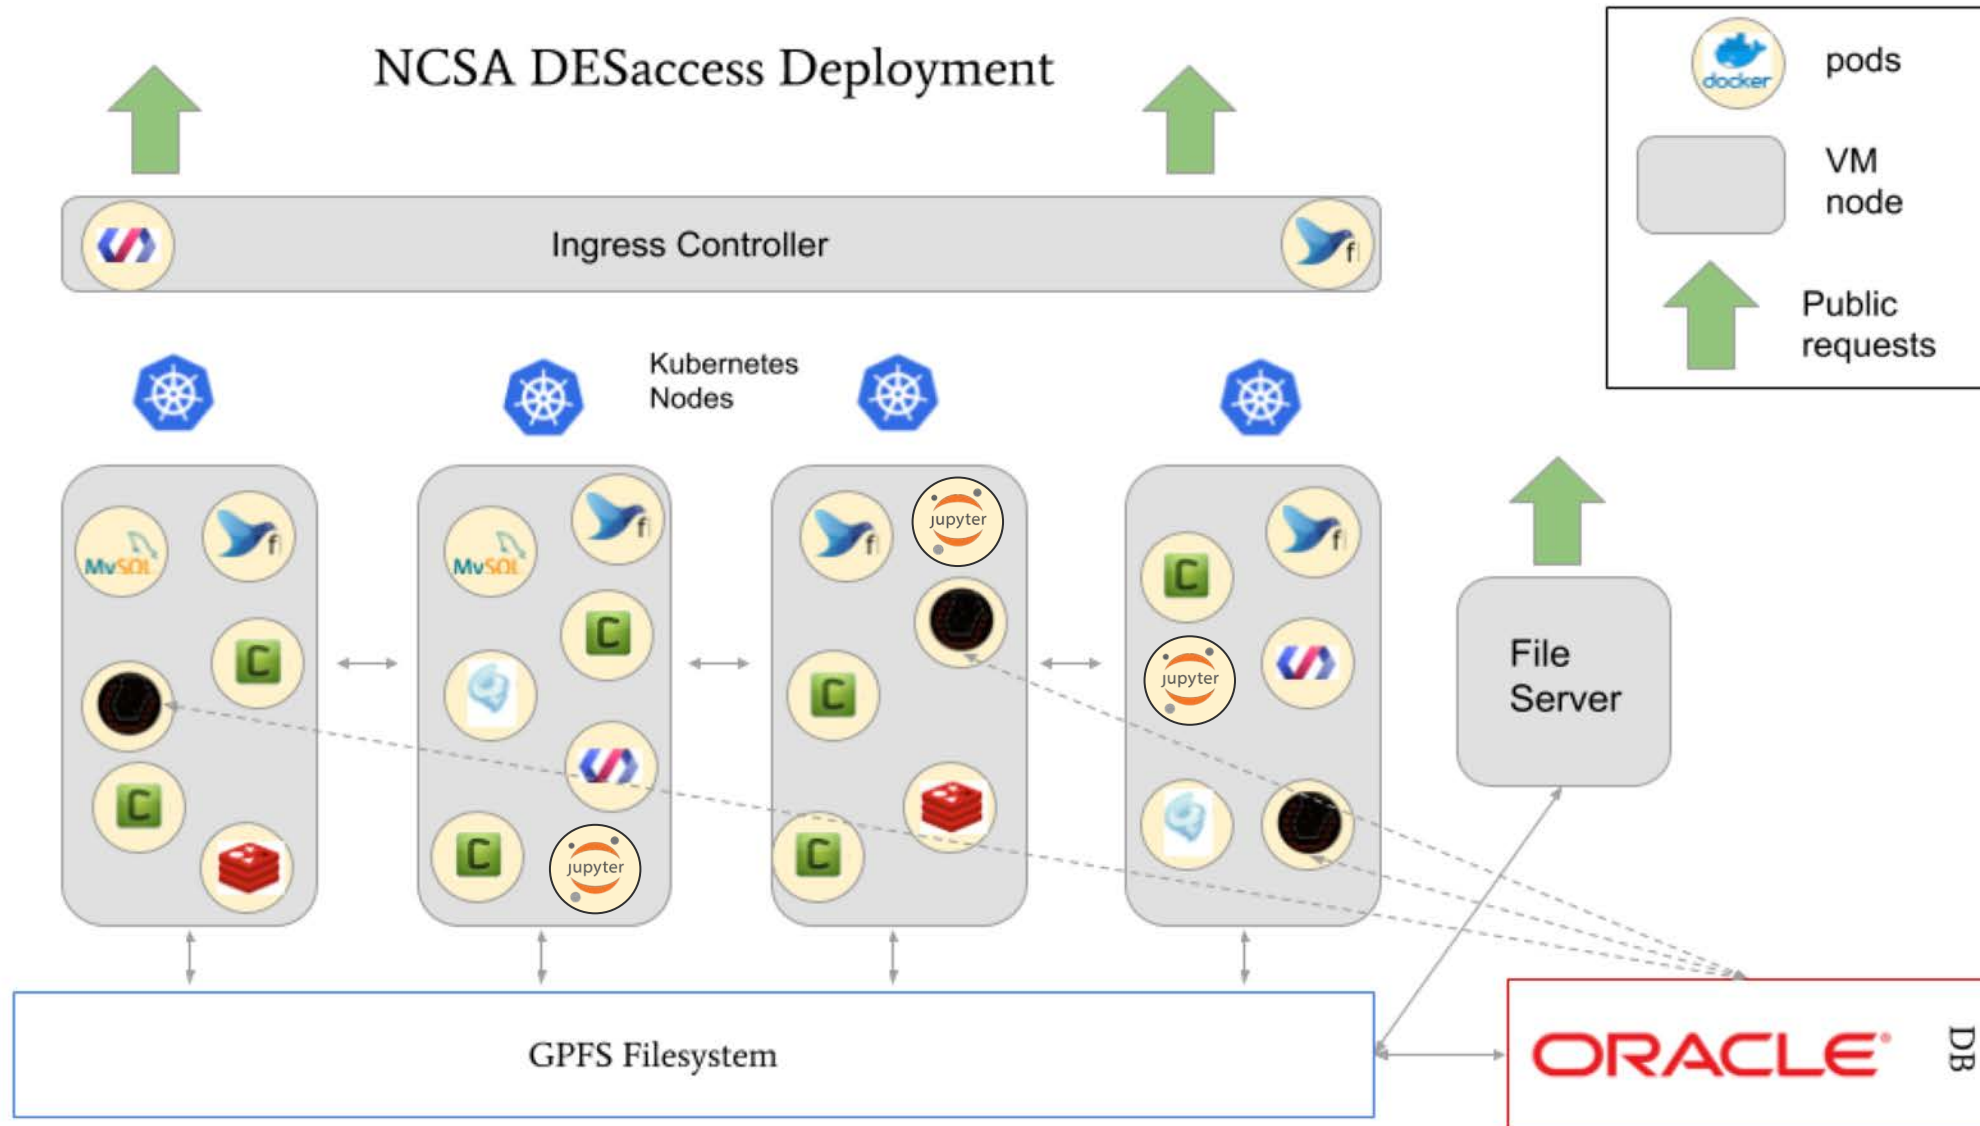 NCSA DESaccess Deployment
docker
pods
VM
node
Public
requests
Ingress Controller
f
Kubernetes
Nodes
MySQL
f
C
C
MySQL
f
C
C
jupyter
f
jupyter
C
C
f
C
jupyter
File
Server
GPFS Filesystem
ORACLE®
DB